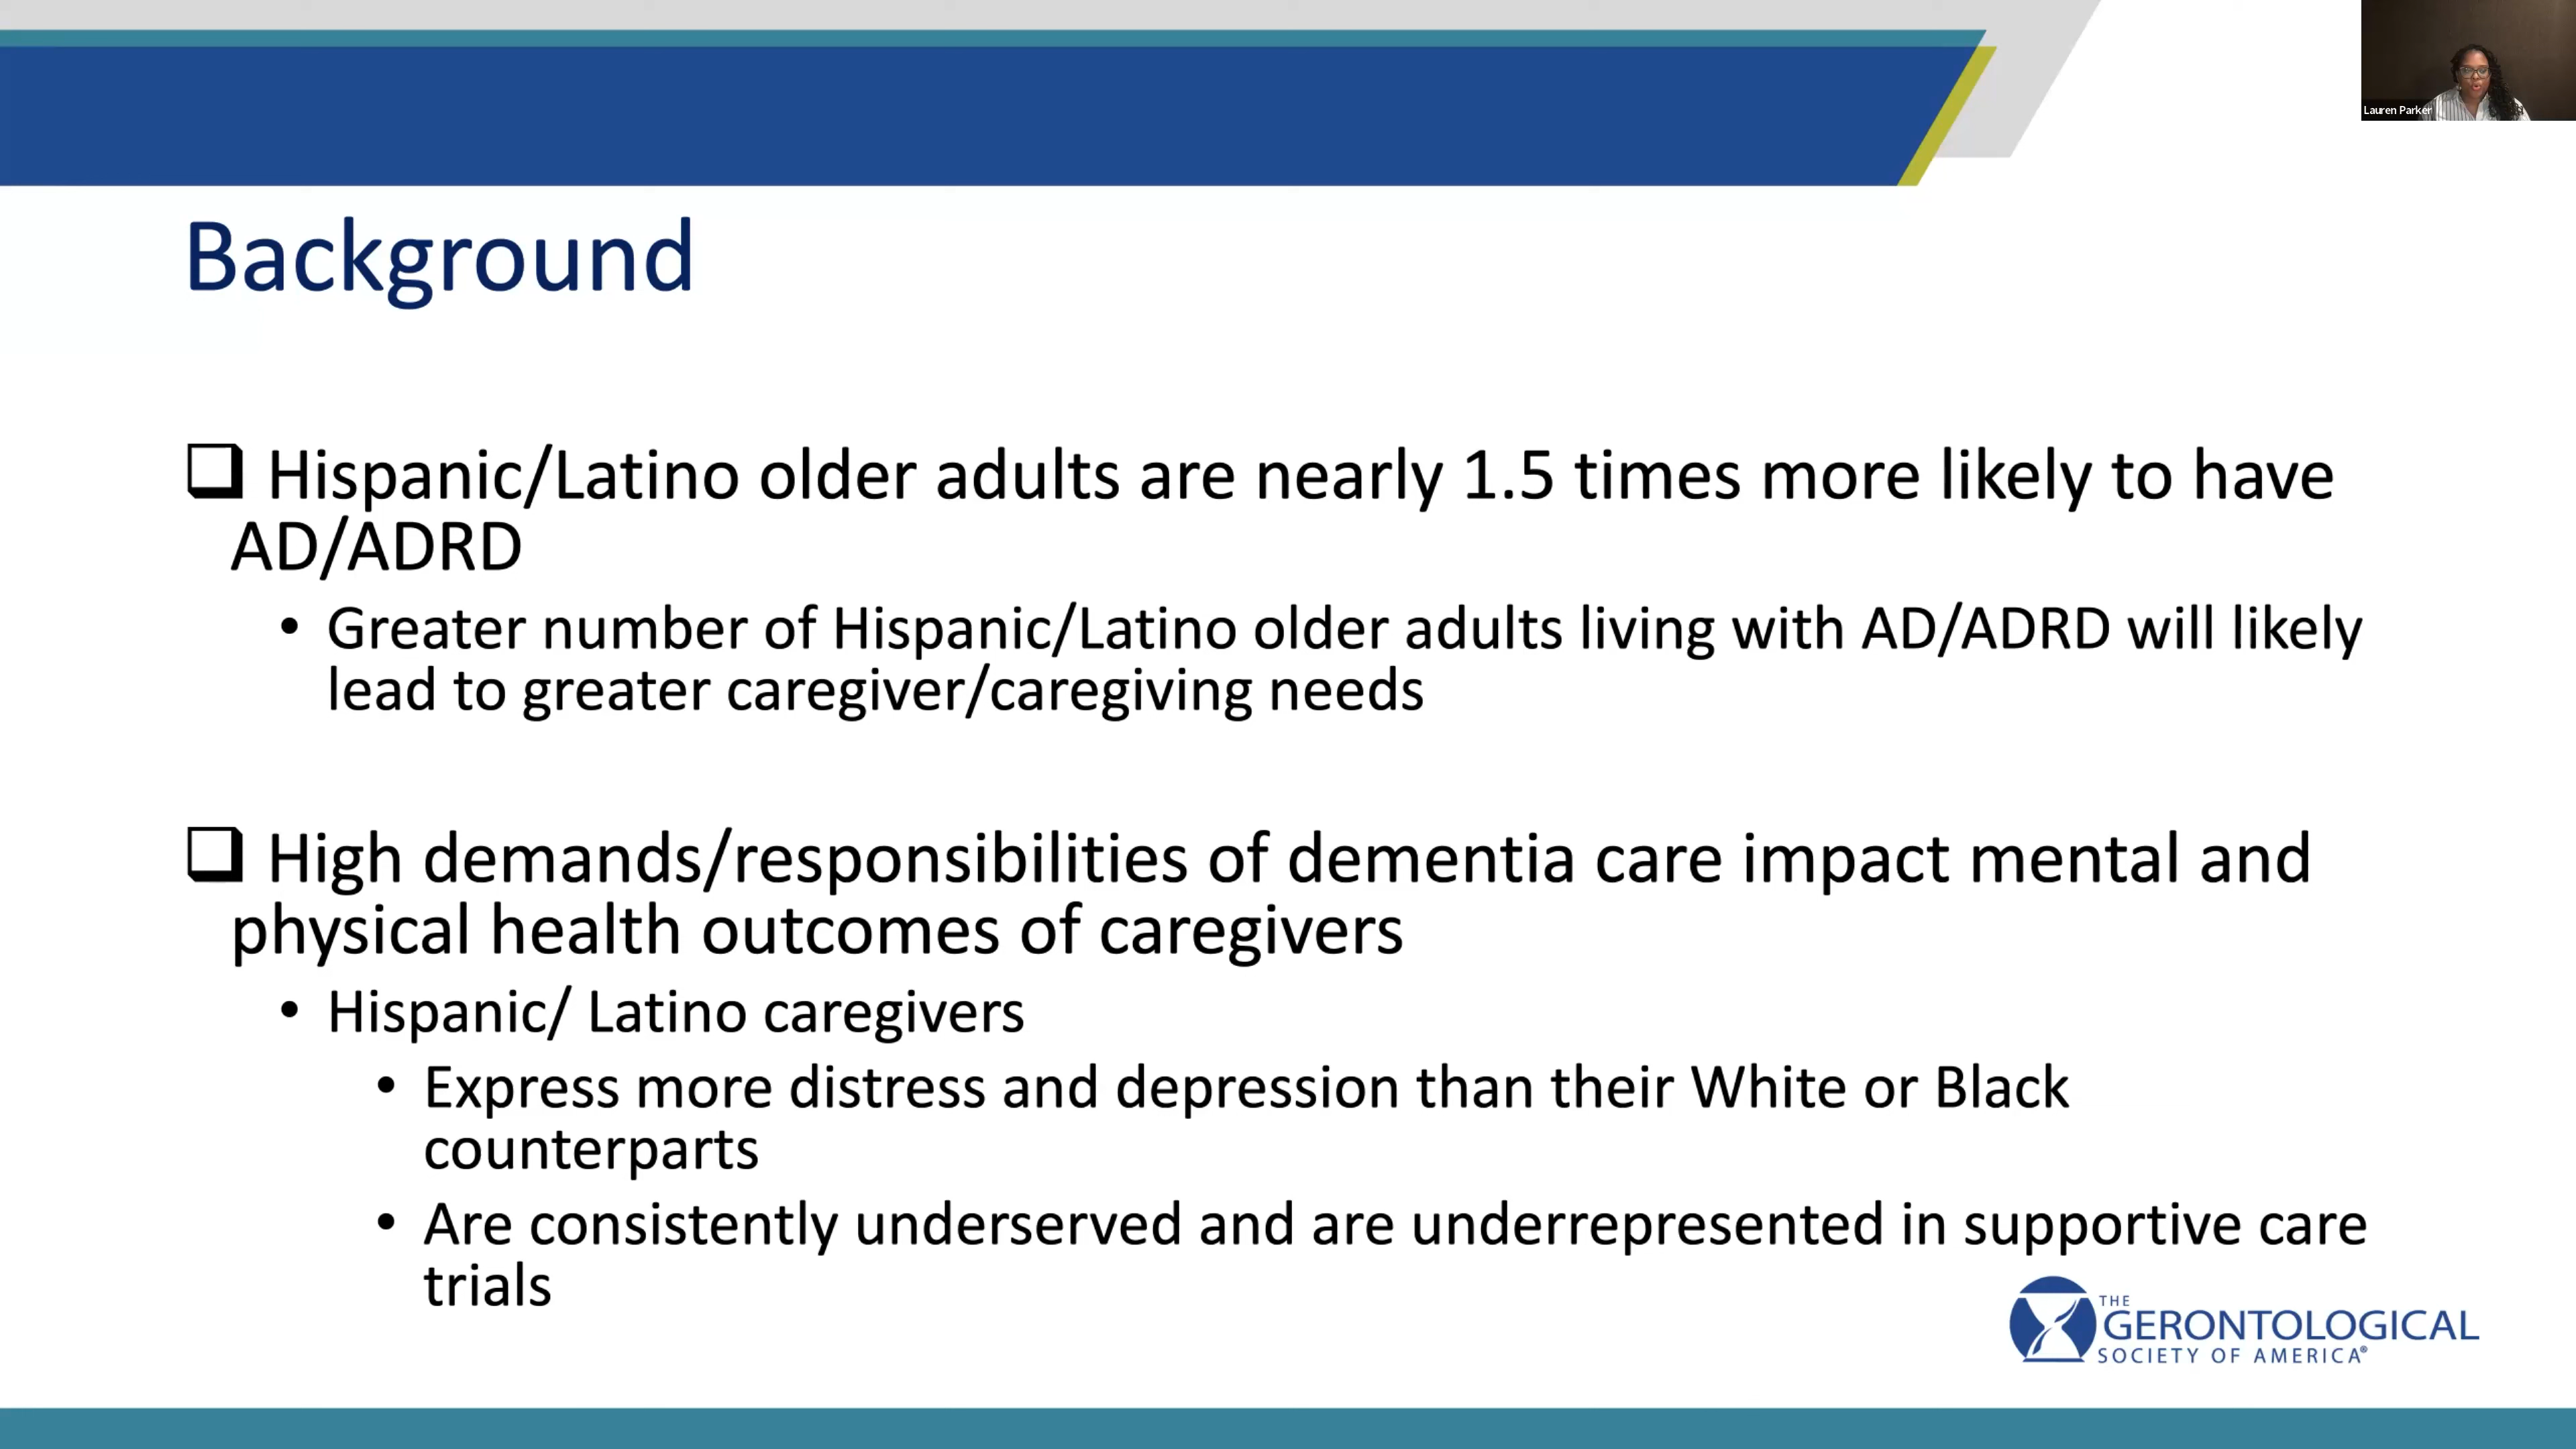 Lauren Parker
Background
Hispanic/Latino older adults are nearly 1.5 times more likely to have
AD/ADRD
• Greater number of Hispanic/Latino older adults living with AD/ADRD will likely
lead to greater caregiver/caregiving needs
High demands/responsibilities of dementia care impact mental and
physical health outcomes of caregivers
• Hispanic/ Latino caregivers
• Express more distress and depression than their White or Black
counterparts
• Are consistently underserved and are underrepresented in supportive care
trials
THE
GERONTOLOGICAL
SOCIETY OF AMERICA®